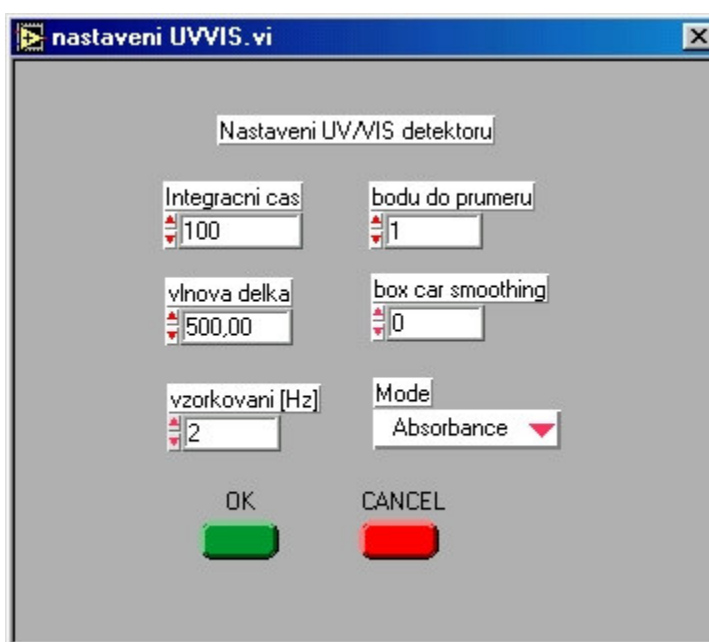 nastaveni UVVIS.vi
Nastaveni UV/VIS detektoru
Integracni cas
100
bodu do prumeru
1
vlnova delka
500,00
box car smoothing
0
vzorkovani [Hz]
2
Mode
Absorbance
OK
CANCEL